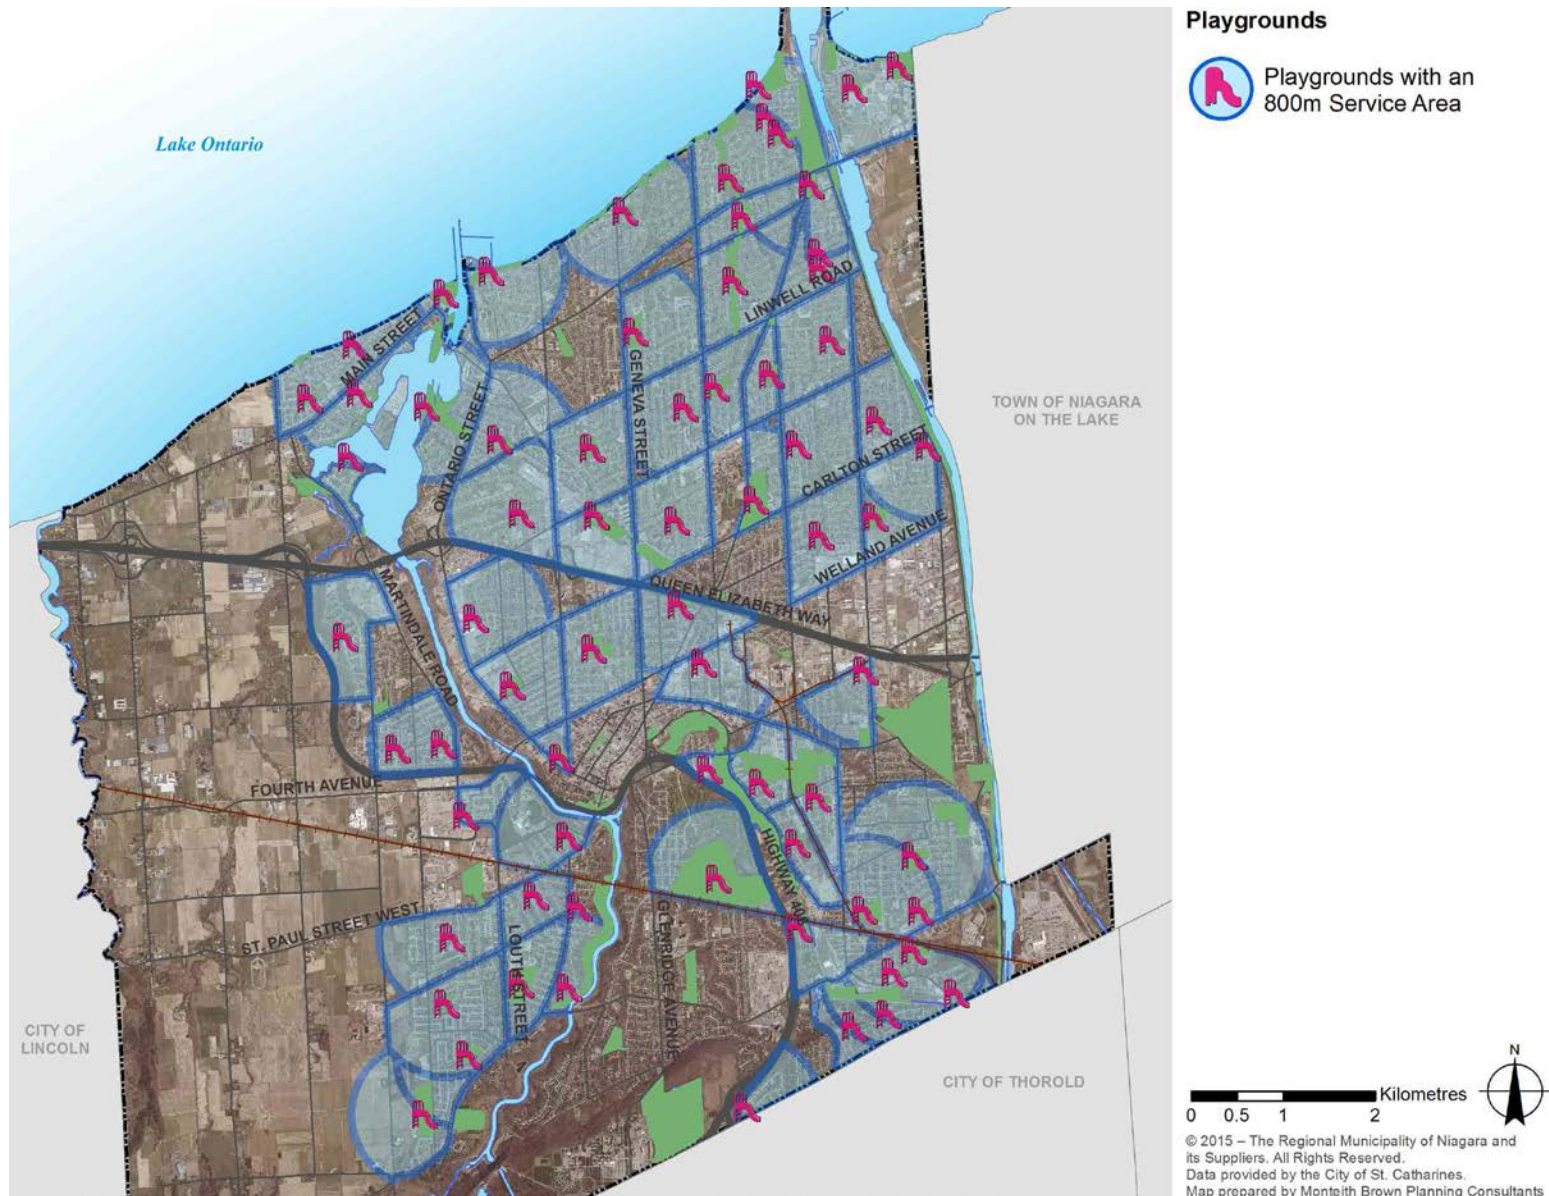 Playgrounds
Playgrounds with an
800m Service Area
Lake Ontario
MAIN STREET
LINWELL ROAD
GENEVA STREET
ONTARIO STREET
CARLTON STREET
WELLAND AVENUE
TOWN OF NIAGARA
ON THE LAKE
QUEEN ELIZABETH WAY
MARTINDALE ROAD
FOURTH AVENUE
HIGHWAY 406
ST. PAUL STREET WEST
LOUTH STREET
GLENRIDGE AVENUE
CITY OF
LINCOLN
CITY OF THOROLD
N
Kilometres
0 0.5 1 2
© 2015 – The Regional Municipality of Niagara and
its Suppliers. All Rights Reserved.
Data provided by the City of St. Catharines.
Map prepared by Monteith Brown Planning Consultants